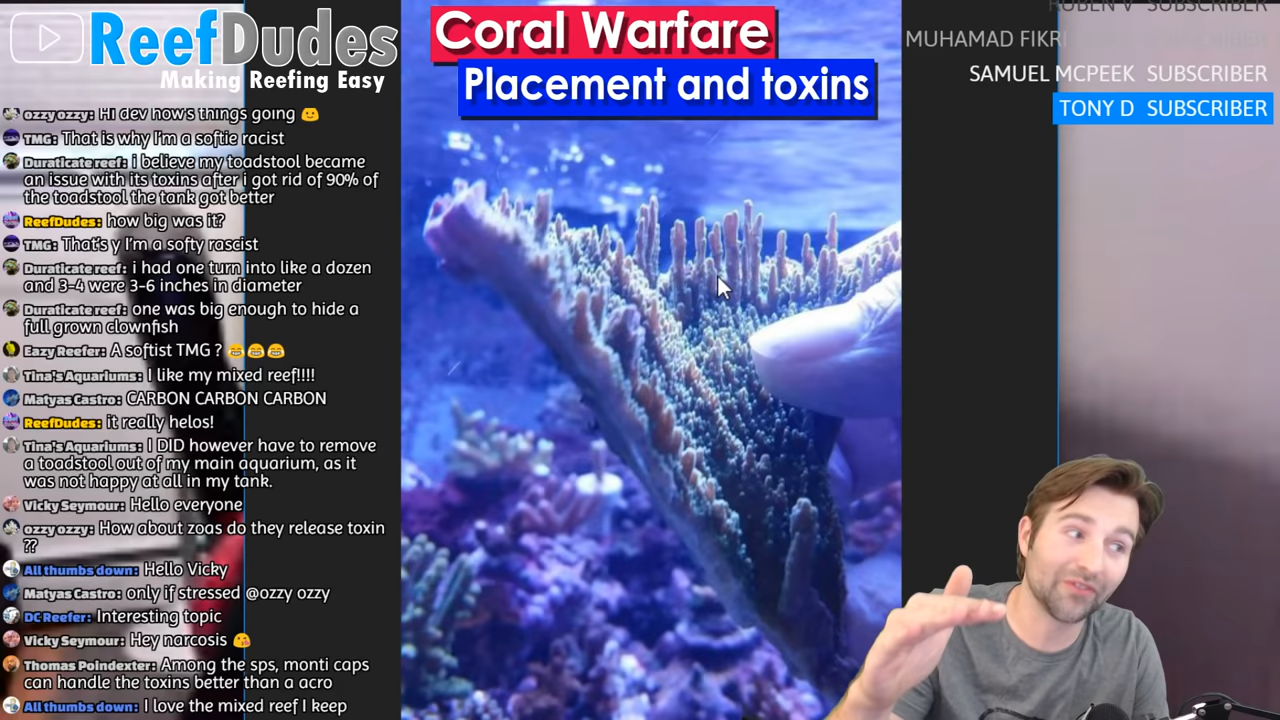 ReefDudes
Making Reefing Easy
Coral Warfare
Placement and toxins
RUBEN V SUBSCRIBER
MUHAMAD FIKRI
SAMUEL MCPEEK SUBSCRIBER
TONY D SUBSCRIBER
ozzy ozzy: Hi dev how's things going 🙂
TMG: That is why I'm a softie racist
Duraticate reef: i believe my toadstool became
an issue with its toxins after i got rid of 90% of
the toadstool the tank got better
ReefDudes: how big was it?
TMG: That's y I'm a softy rascist
Duraticate reef: i had one turn into like a dozen
and 3-4 were 3-6 inches in diameter
Duraticate reef: one was big enough to hide a
full grown clownfish
Eazy Reefer: A softist TMG ? 😂😂😂
Tina's Aquariums: I like my mixed reef!!!!
Matyas Castro: CARBON CARBON CARBON
ReefDudes: it really helos!
Tina's Aquariums: I DID however have to remove
a toadstool out of my main aquarium, as it
was not happy at all in my tank.
Vicky Seymour: Hello everyone
ozzy ozzy: How about zoas do they release toxin
??
All thumbs down: Hello Vicky
Matyas Castro: only if stressed @ozzy ozzy
DC Reefer: Interesting topic
Vicky Seymour: Hey narcosis 😘
Thomas Poindexter: Among the sps, monti caps
can handle the toxins better than a acro
All thumbs down: I love the mixed reef I keep